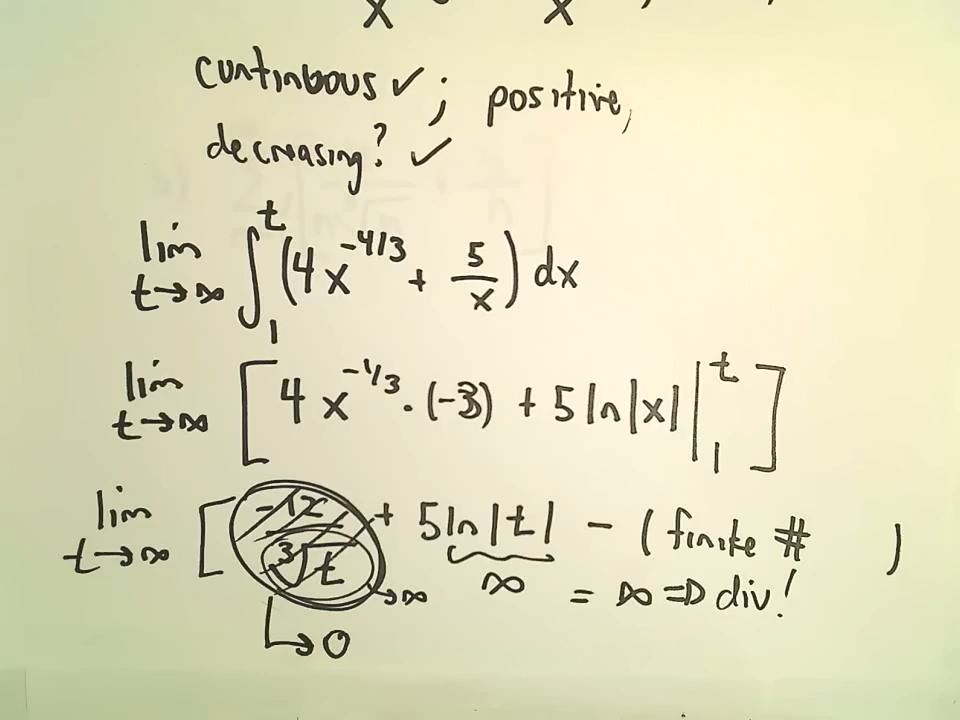 x x , ,
continuous ✓ ; positive,
decreasing? ✓
lim t→∞ ∫₁ᵗ (4x^(-4/3) + 5/x) dx
lim t→∞ [4x^(-1/3) · (-3) + 5 ln|x| |₁ᵗ]
lim t→∞ [-12/∛t + 5 ln|t| - (finite # )
→∞ ∞ = ∞ ⇒ div!
↳ 0